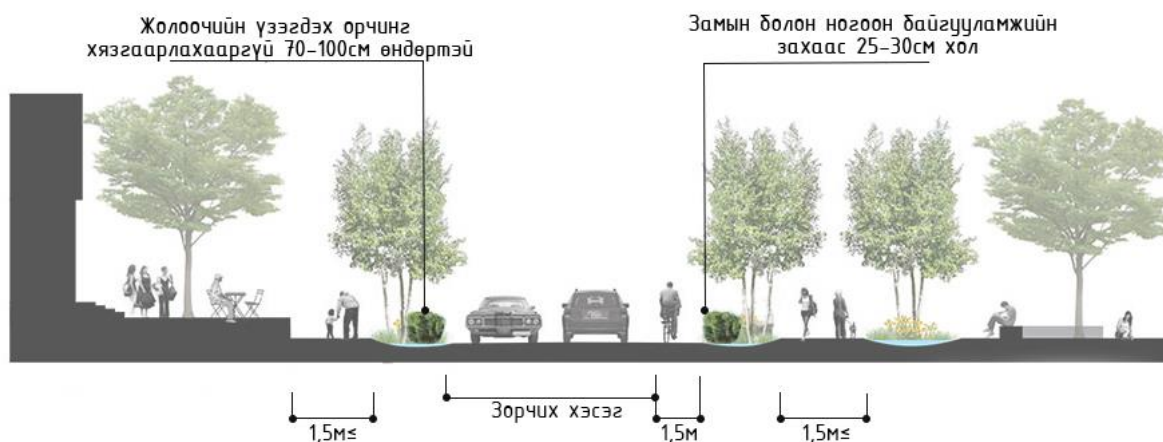 Жолоочийн үзэгдэх орчинг
хязгаарлахааргүй 70-100см өндөртэй
Замын болон ногоон байгууламжийн
захаас 25-30см хол
1,5м≤
Зорчих хэсэг
1,5м
1,5м≤